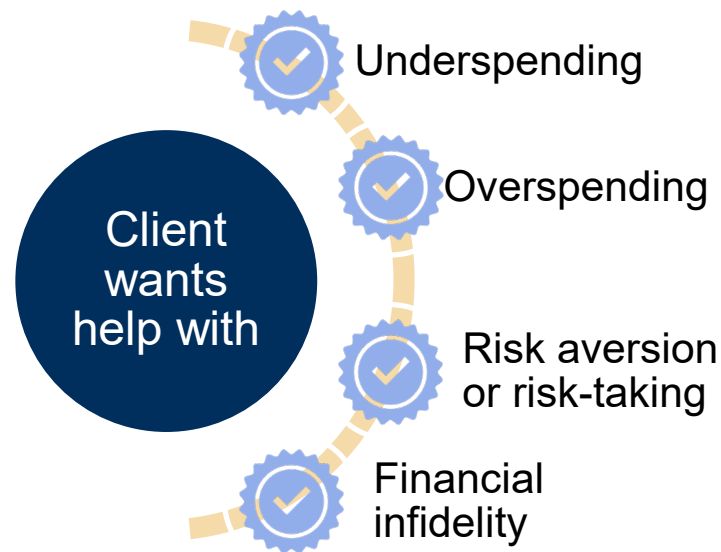 Client
wants
help with
Underspending
Overspending
Risk aversion
or risk-taking
Financial
infidelity